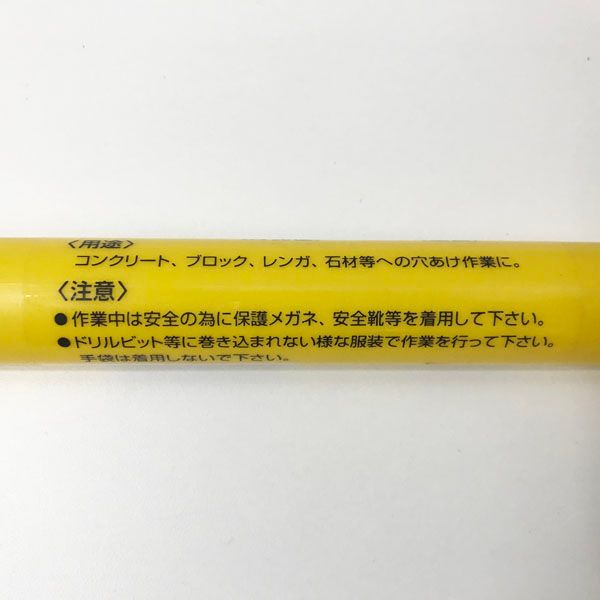 〈用途〉
コンクリート、ブロック、レンガ、石材等への穴あけ作業に。
〈注意〉
●作業中は安全の為に保護メガネ、安全靴等を着用して下さい。
●ドリルビット等に巻き込まれない様な服装で作業を行って下さい。
手袋は着用しないで下さい。